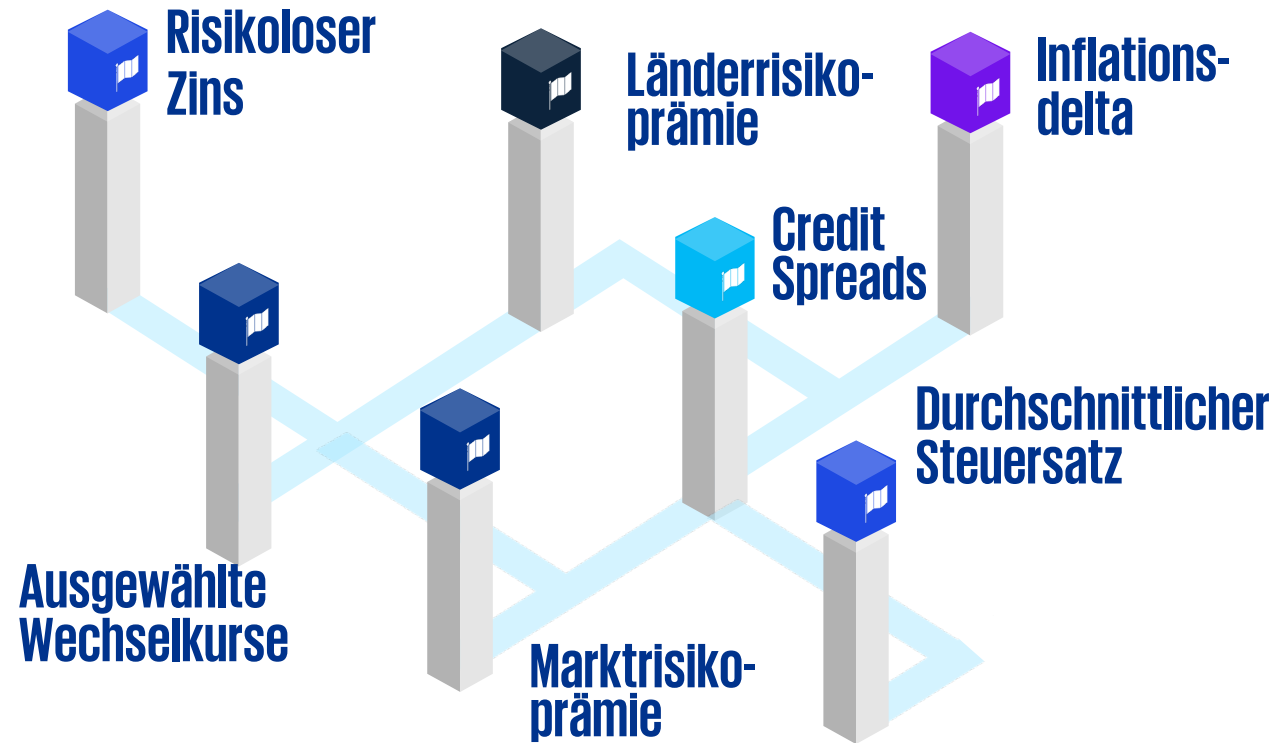 Risikoloser
Zins
Länderrisiko-
prämie
Inflations-
delta
Credit
Spreads
Durchschnittlicher
Steuersatz
Ausgewählte
Wechselkurse
Marktrisiko-
prämie